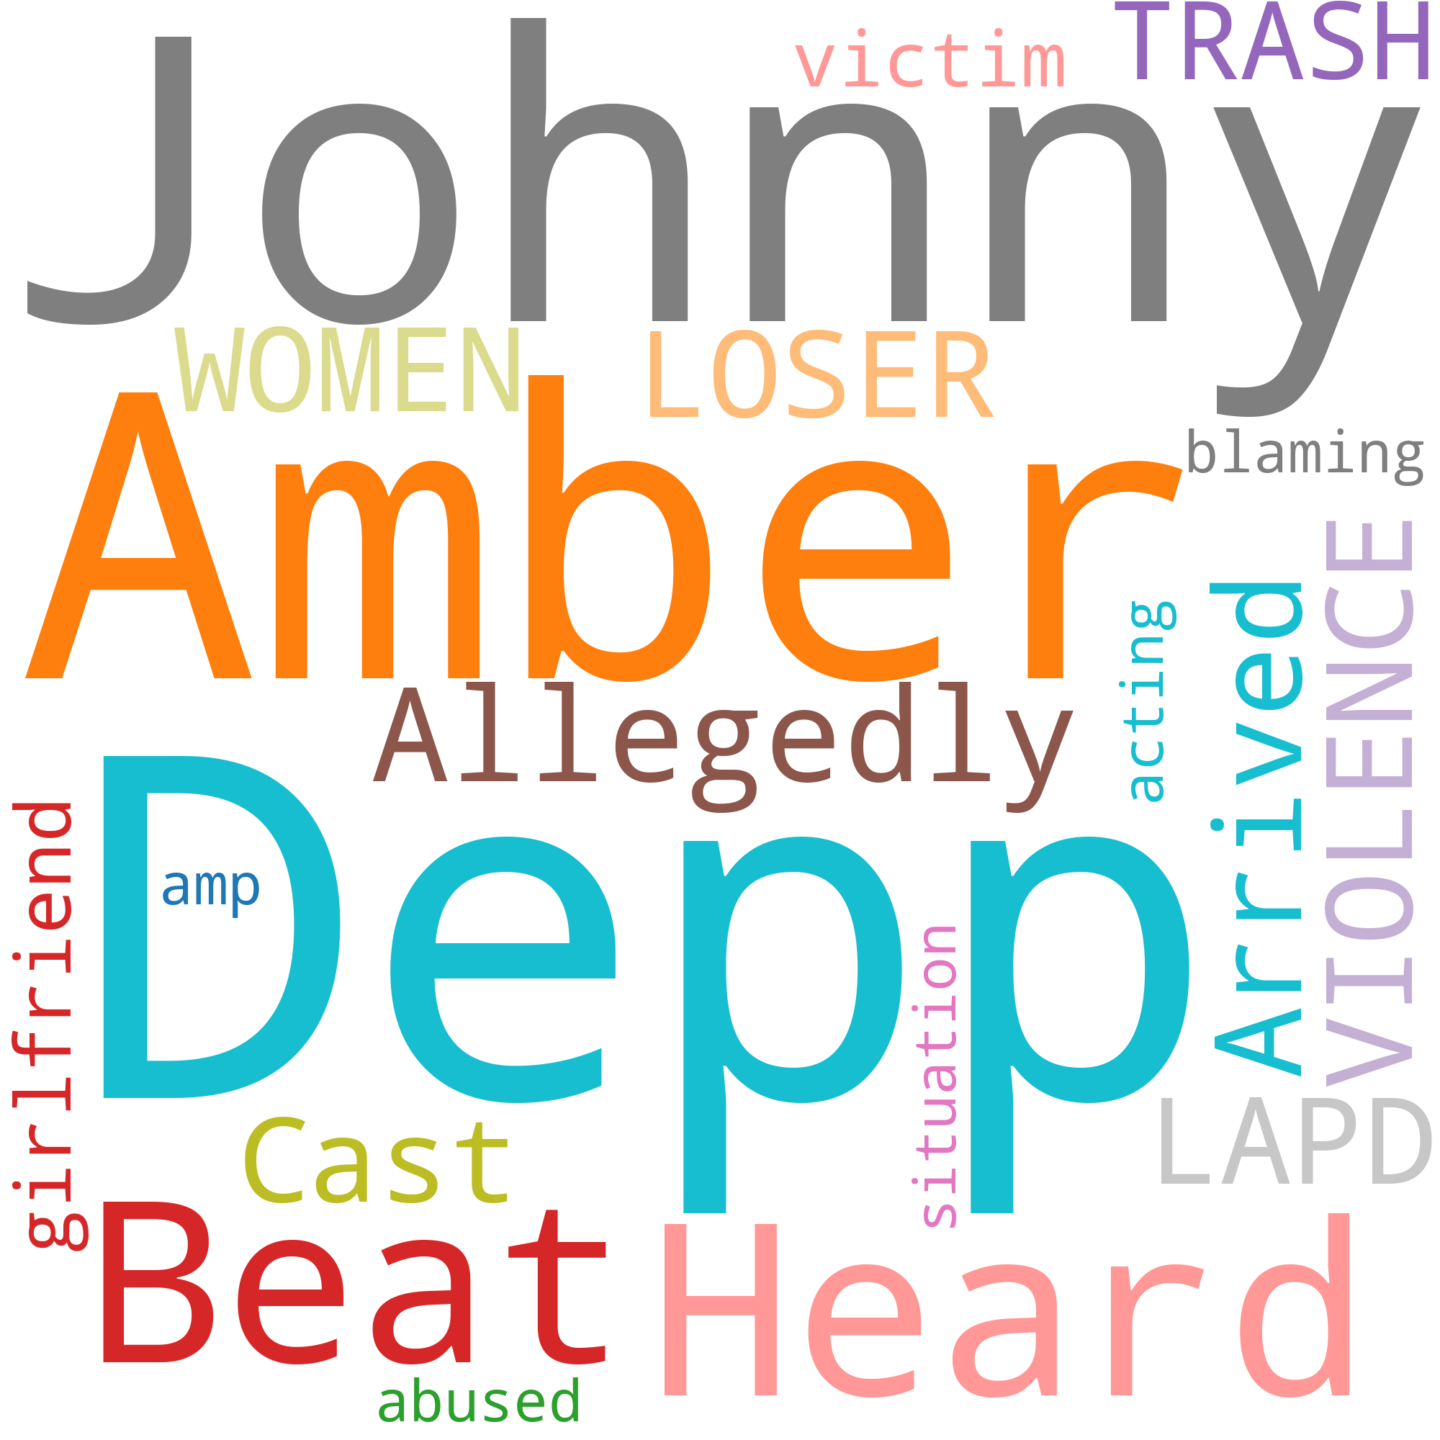 victim
TRASH
Johnny
WOMEN
LOSER
Amber
blaming
VIOLENCE
Arrived
acting
Allegedly
Depp
girlfriend
amp
situation
LAPD
Cast
Beat
Heard
abused